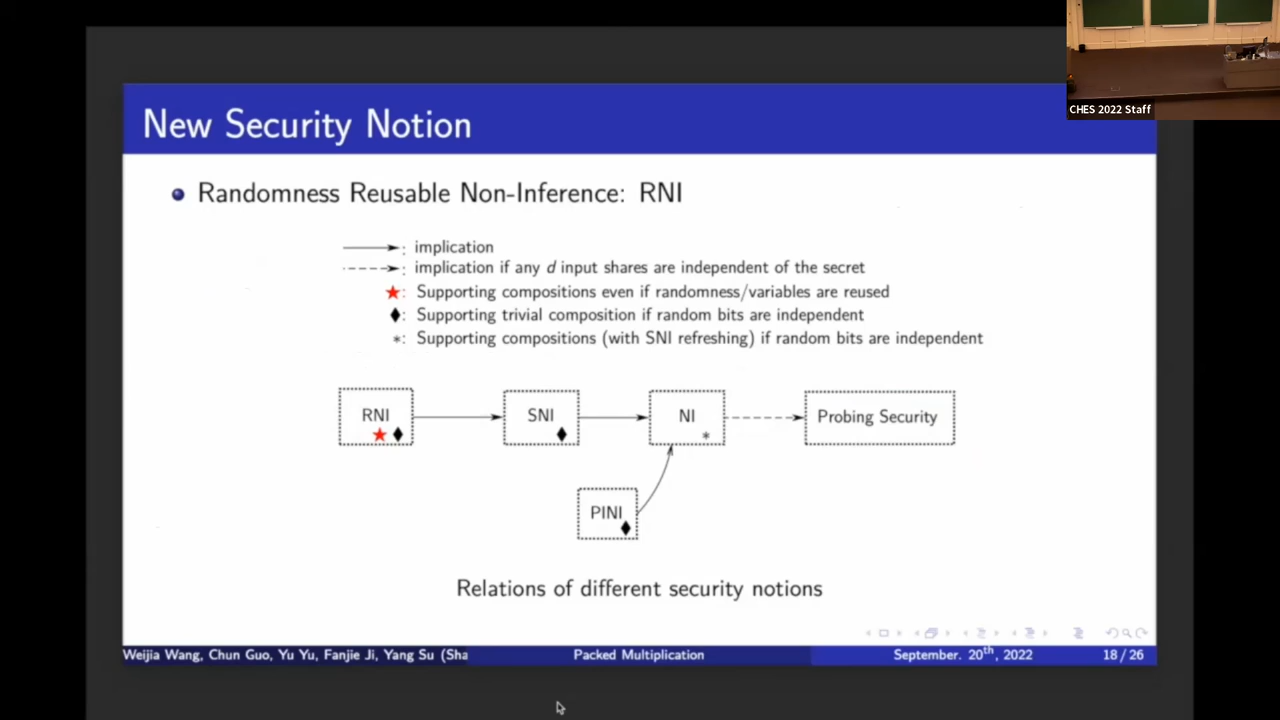 CHES 2022 Staff
New Security Notion
Randomness Reusable Non-Inference: RNI
: implication
: implication if any d input shares are independent of the secret
★: Supporting compositions even if randomness/variables are reused
♦: Supporting trivial composition if random bits are independent
*: Supporting compositions (with SNI refreshing) if random bits are independent
RNI ★♦ SNI ♦ NI * Probing Security
PINI ♦
Relations of different security notions
Weijia Wang, Chun Guo, Yu Yu, Fanjie Ji, Yang Su (Sha Packed Multiplication September. 20th, 2022 18 / 26